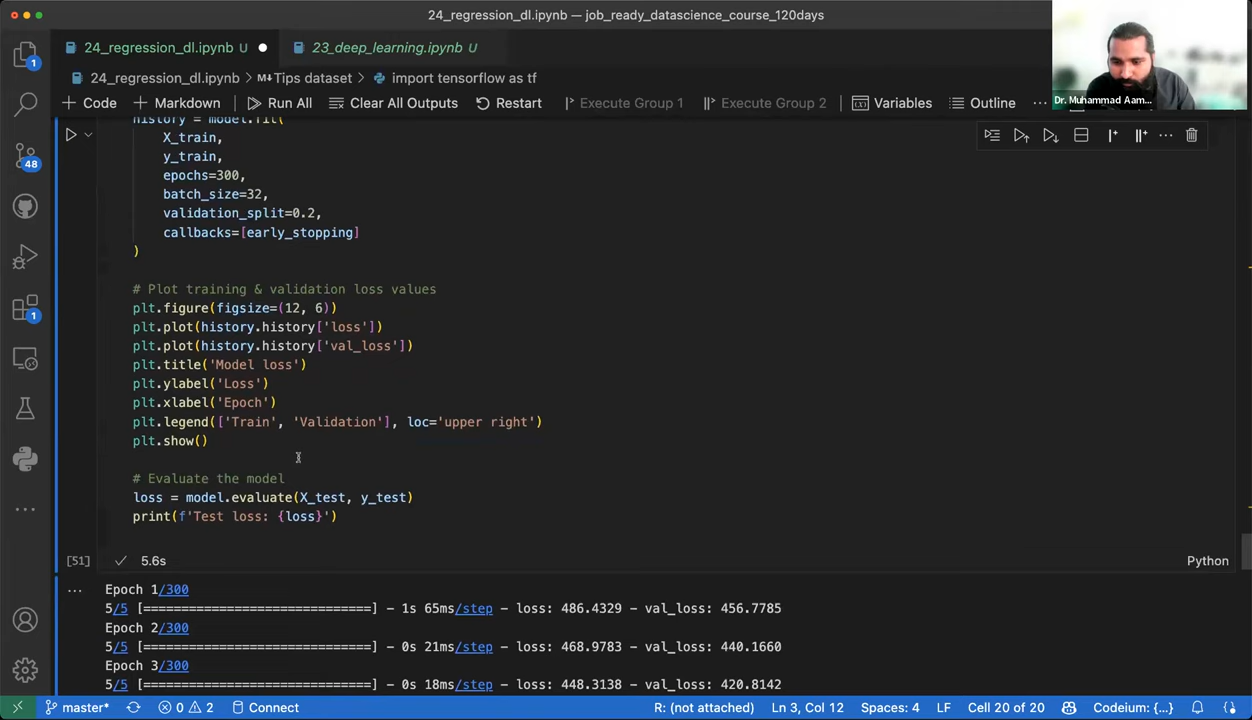 24_regression_dl.ipynb — job_ready_datascience_course_120days
24_regression_dl.ipynb U
23_deep_learning.ipynb U
24_regression_dl.ipynb > Tips dataset > import tensorflow as tf
+ Code + Markdown Run All Clear All Outputs Restart Execute Group 1 Execute Group 2 Variables Outline ...
Dr. Muhammad Aam...
1
48
1
history = model.fit(
X_train,
y_train,
epochs=300,
batch_size=32,
validation_split=0.2,
callbacks=[early_stopping]
)
# Plot training & validation loss values
plt.figure(figsize=(12, 6))
plt.plot(history.history['loss'])
plt.plot(history.history['val_loss'])
plt.title('Model loss')
plt.ylabel('Loss')
plt.xlabel('Epoch')
plt.legend(['Train', 'Validation'], loc='upper right')
plt.show()
# Evaluate the model
loss = model.evaluate(X_test, y_test)
print(f'Test loss: {loss}')
[51] ✓ 5.6s Python
... Epoch 1/300
5/5 [==============================] - 1s 65ms/step - loss: 486.4329 - val_loss: 456.7785
Epoch 2/300
5/5 [==============================] - 0s 21ms/step - loss: 468.9783 - val_loss: 440.1660
Epoch 3/300
5/5 [==============================] - 0s 18ms/step - loss: 448.3138 - val_loss: 420.8142
master* 0 2 Connect R: (not attached) Ln 3, Col 12 Spaces: 4 LF Cell 20 of 20 Codeium: {...}